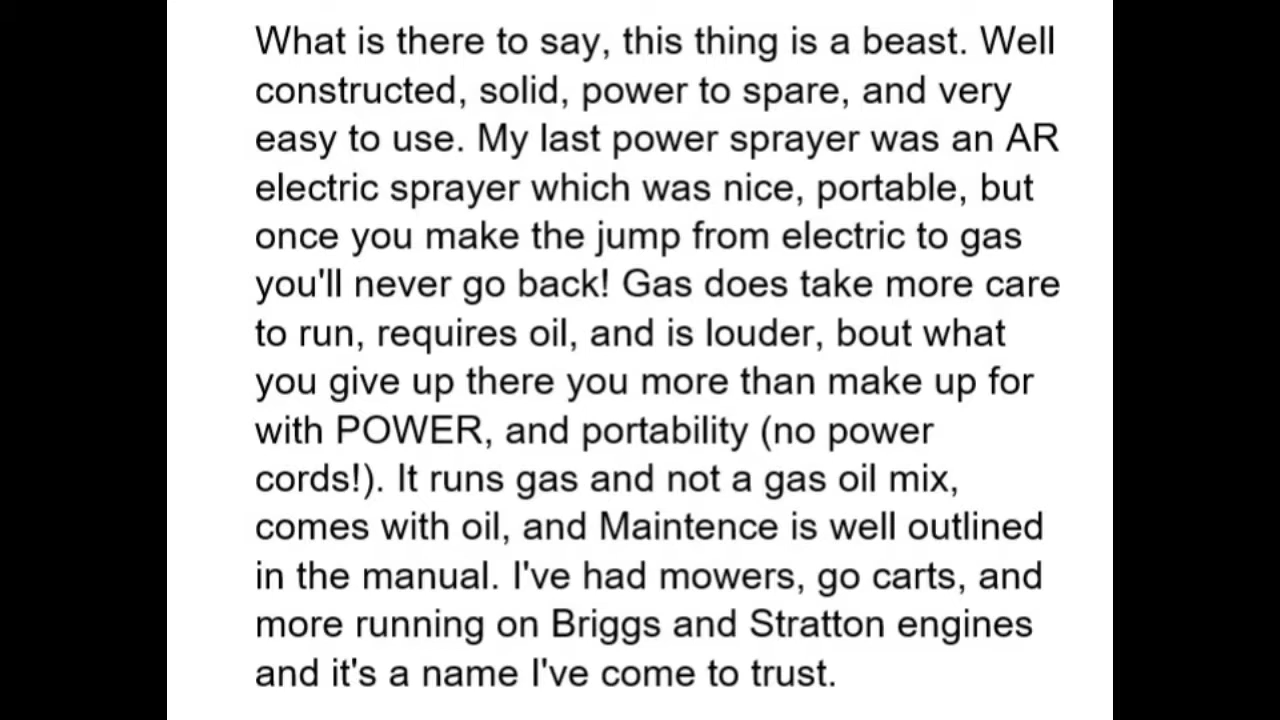 What is there to say, this thing is a beast. Well
constructed, solid, power to spare, and very
easy to use. My last power sprayer was an AR
electric sprayer which was nice, portable, but
once you make the jump from electric to gas
you'll never go back! Gas does take more care
to run, requires oil, and is louder, bout what
you give up there you more than make up for
with POWER, and portability (no power
cords!). It runs gas and not a gas oil mix,
comes with oil, and Maintence is well outlined
in the manual. I've had mowers, go carts, and
more running on Briggs and Stratton engines
and it's a name I've come to trust.